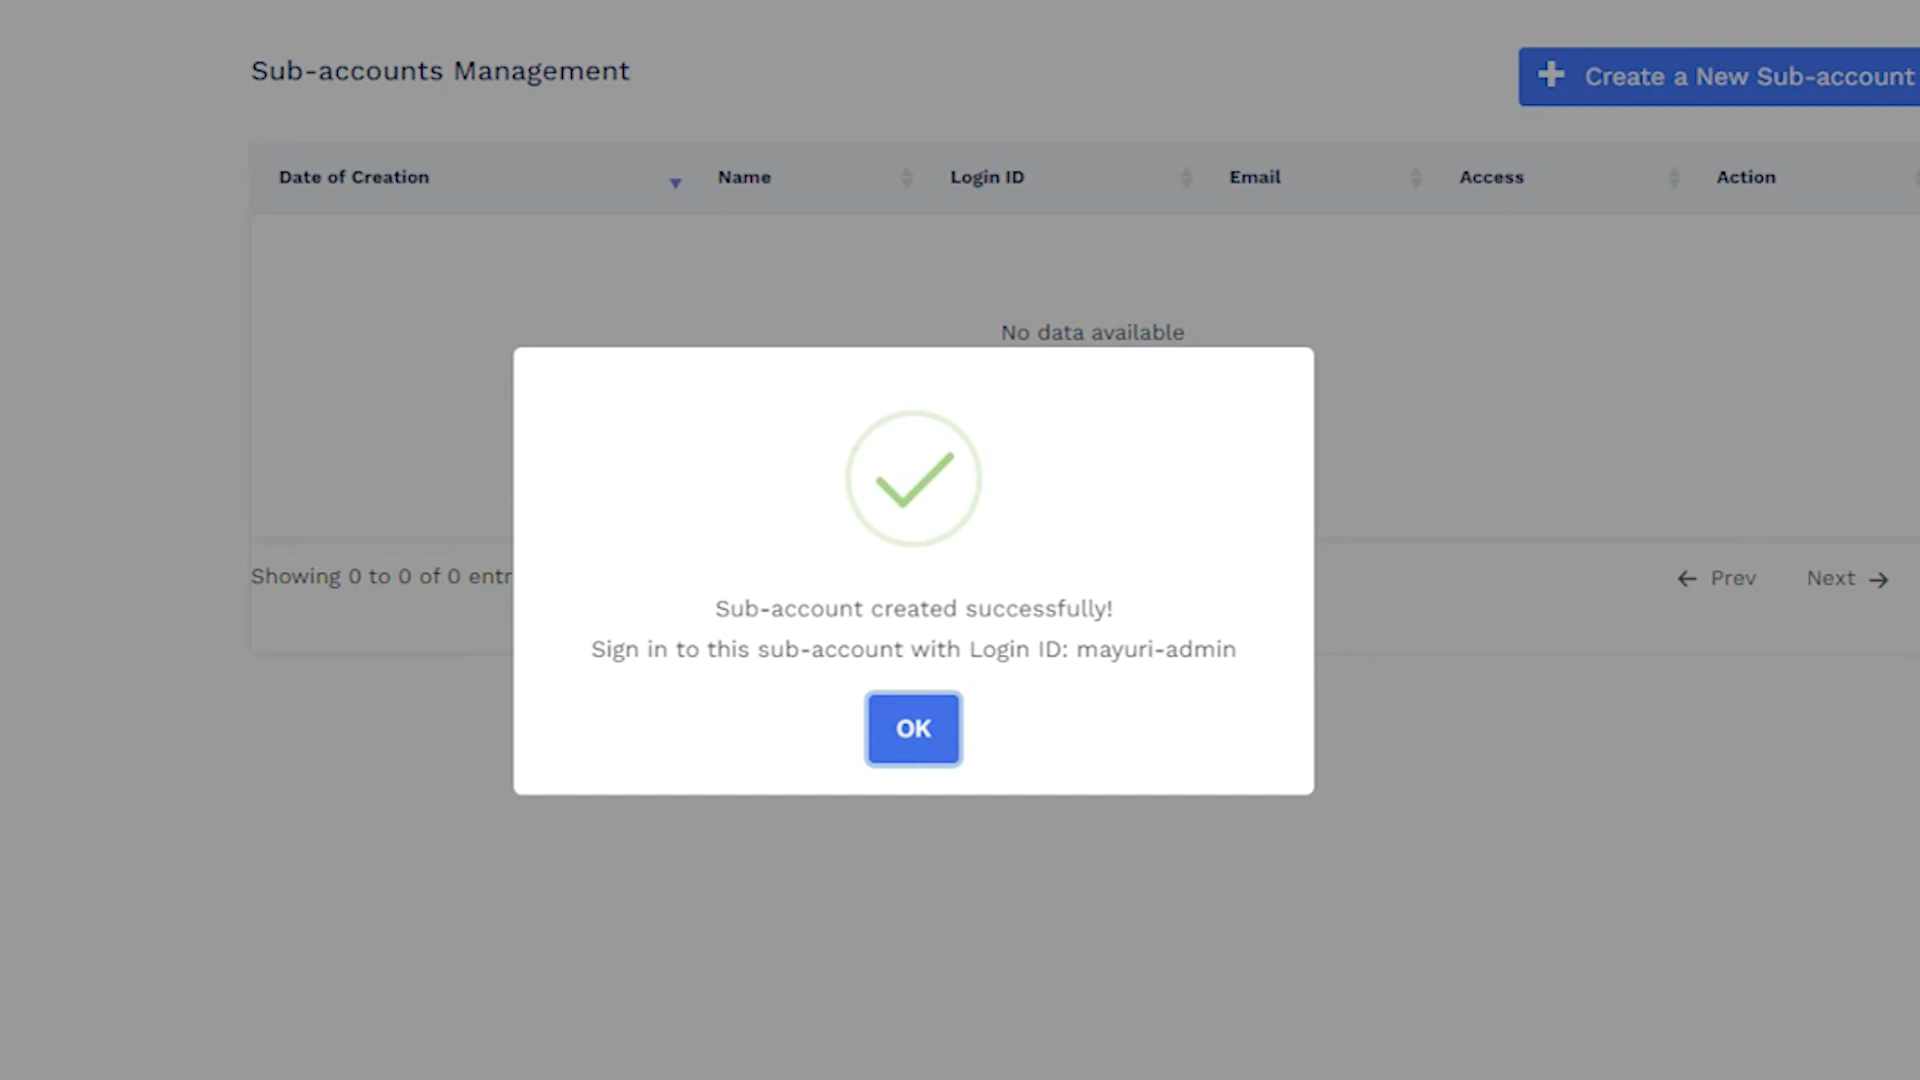 Sub-accounts Management
Create a New Sub-account
Date of Creation Name Login ID Email Access Action
No data available
Sub-account created successfully!
Sign in to this sub-account with Login ID: mayuri-admin
OK
Showing 0 to 0 of 0 entr
Prev Next